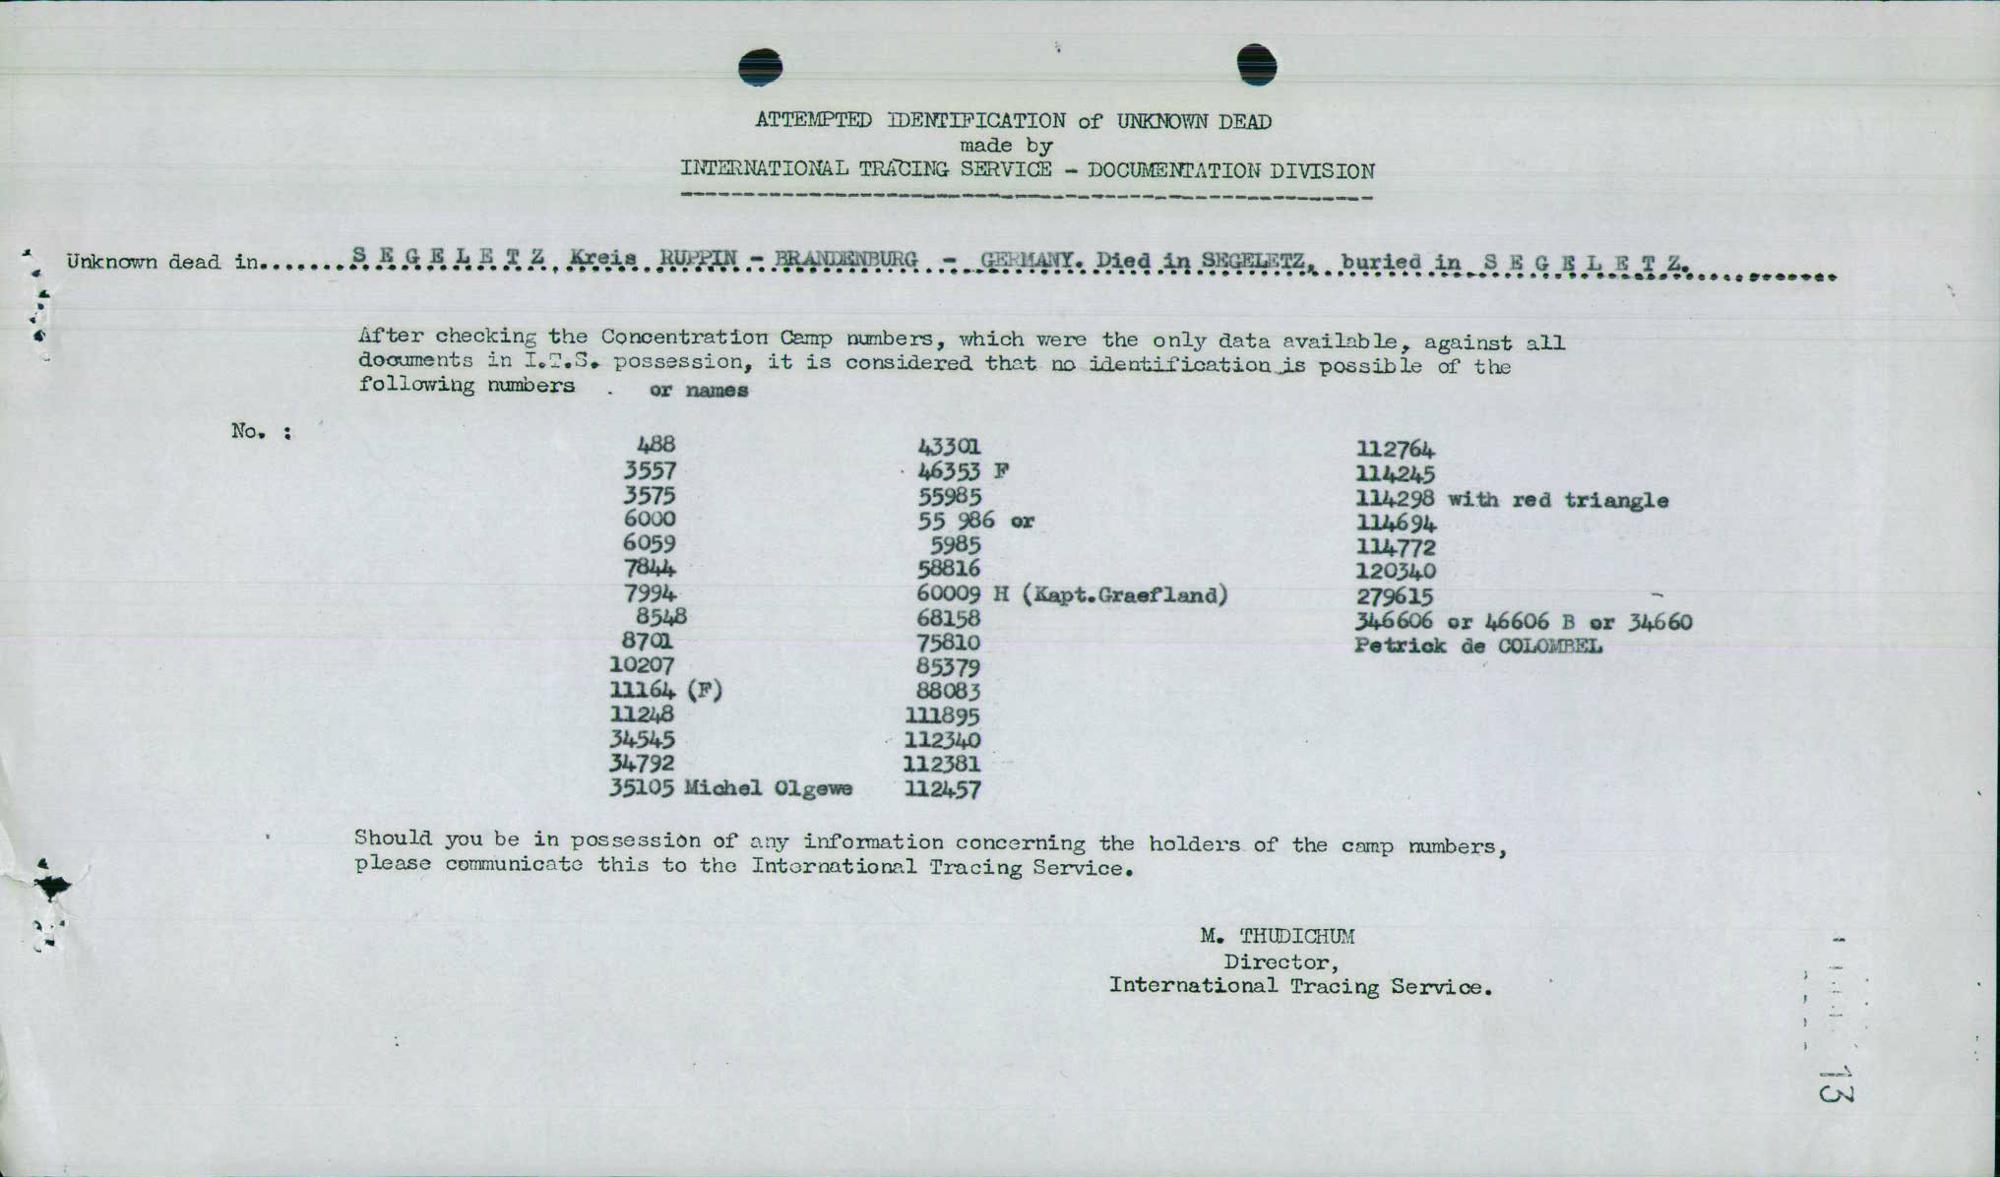 ATTEMPTED IDENTIFICATION of UNKNOWN DEAD
made by
INTERNATIONAL TRACING SERVICE - DOCUMENTATION DIVISION
Unknown dead in.......S E G E L E T Z, Kreis RUPPIN - BRANDENBURG - GERMANY. Died in SEGELETZ, buried in S E G E L E T Z.
After checking the Concentration Camp numbers, which were the only data available, against all
documents in I.T.S. possession, it is considered that no identification is possible of the
following numbers . or names
No. :
488
3557
3575
6000
6059
7844
7994
8548
8701
10207
11164 (F)
11248
34545
34792
35105 Michel Olgewe
43301
46353 F
55985
55 986 or
5985
58816
60009 H (Kapt.Graefland)
68158
75810
85379
88083
111895
112340
112381
112457
112764
114245
114298 with red triangle
114694
114772
120340
279615
346606 or 46606 B or 34660
Petrick de COLOMBEL
Should you be in possession of any information concerning the holders of the camp numbers,
please communicate this to the International Tracing Service.
M. THUDICHUM
Director,
International Tracing Service.
13